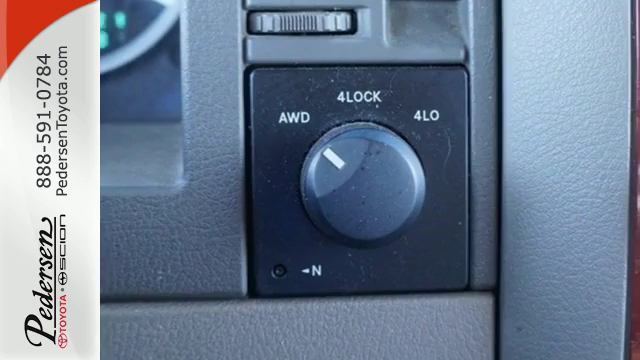 888-591-0784
PedersenToyota.com
Pedersen
TOYOTA • SCION
4LOCK
AWD
4LO
◄N